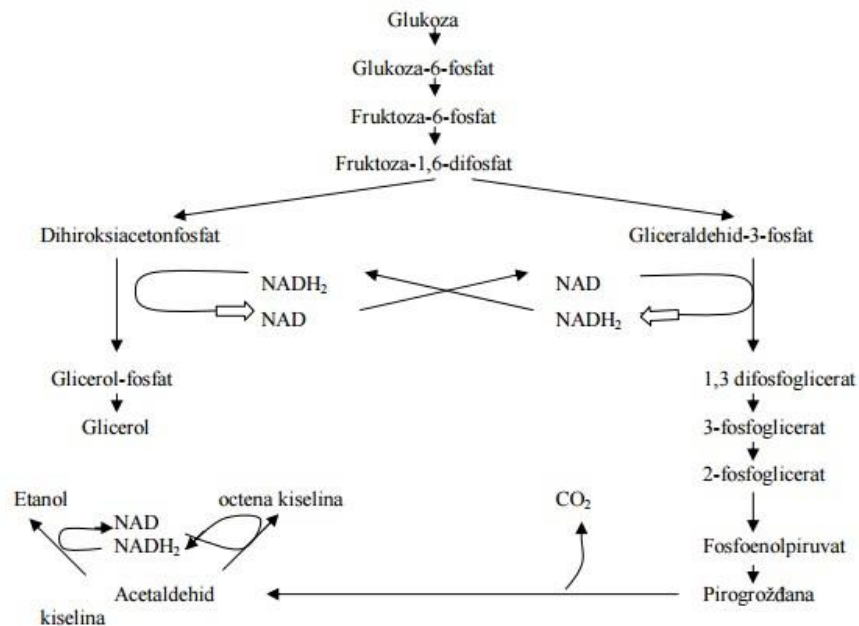 Glukoza
Glukoza-6-fosfat
Fruktoza-6-fosfat
Fruktoza-1,6-difosfat
Dihiroksiacetonfosfat
Gliceraldehid-3-fosfat
NADH₂
NAD
NAD
NADH₂
Glicerol-fosfat
1,3 difosfoglicerat
Glicerol
3-fosfoglicerat
2-fosfoglicerat
Etanol
octena kiselina
CO₂
NAD
NADH₂
Fosfoenolpiruvat
Acetaldehid
Pirogrožđana
kiselina